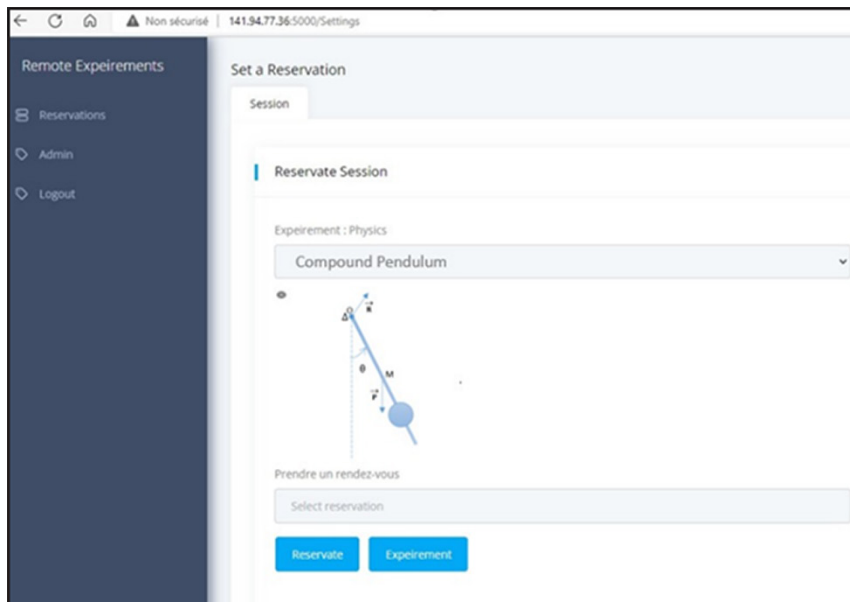 Non sécurisé | 141.94.77.36:5000/Settings
Remote Expeirements
Reservations
Admin
Logout
Set a Reservation
Session
Reservate Session
Expeirement : Physics
Compound Pendulum
Δ
R
θ
M
P
Prendre un rendez-vous
Select reservation
Reservate Expeirement